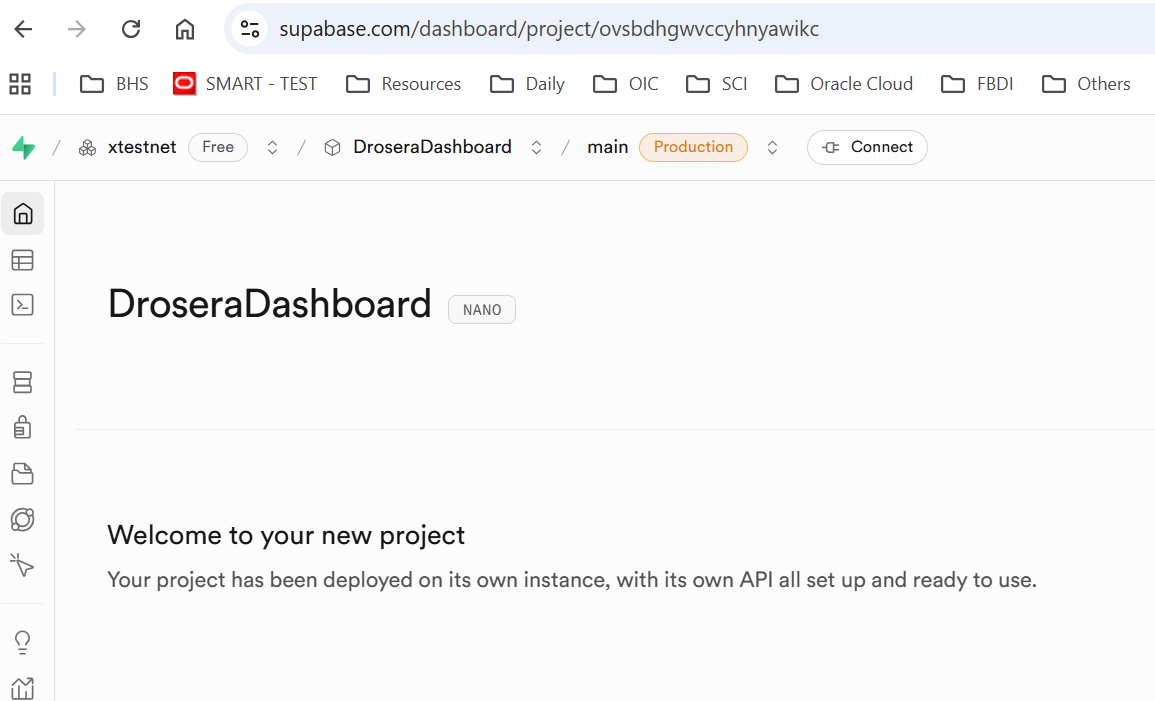 supabase.com/dashboard/project/ovsbdhgwvccyhnyawikc
BHS SMART - TEST Resources Daily OIC SCI Oracle Cloud FBDI Others
/ xtestnet Free / DroseraDashboard / main Production Connect
DroseraDashboard NANO
Welcome to your new project
Your project has been deployed on its own instance, with its own API all set up and ready to use.